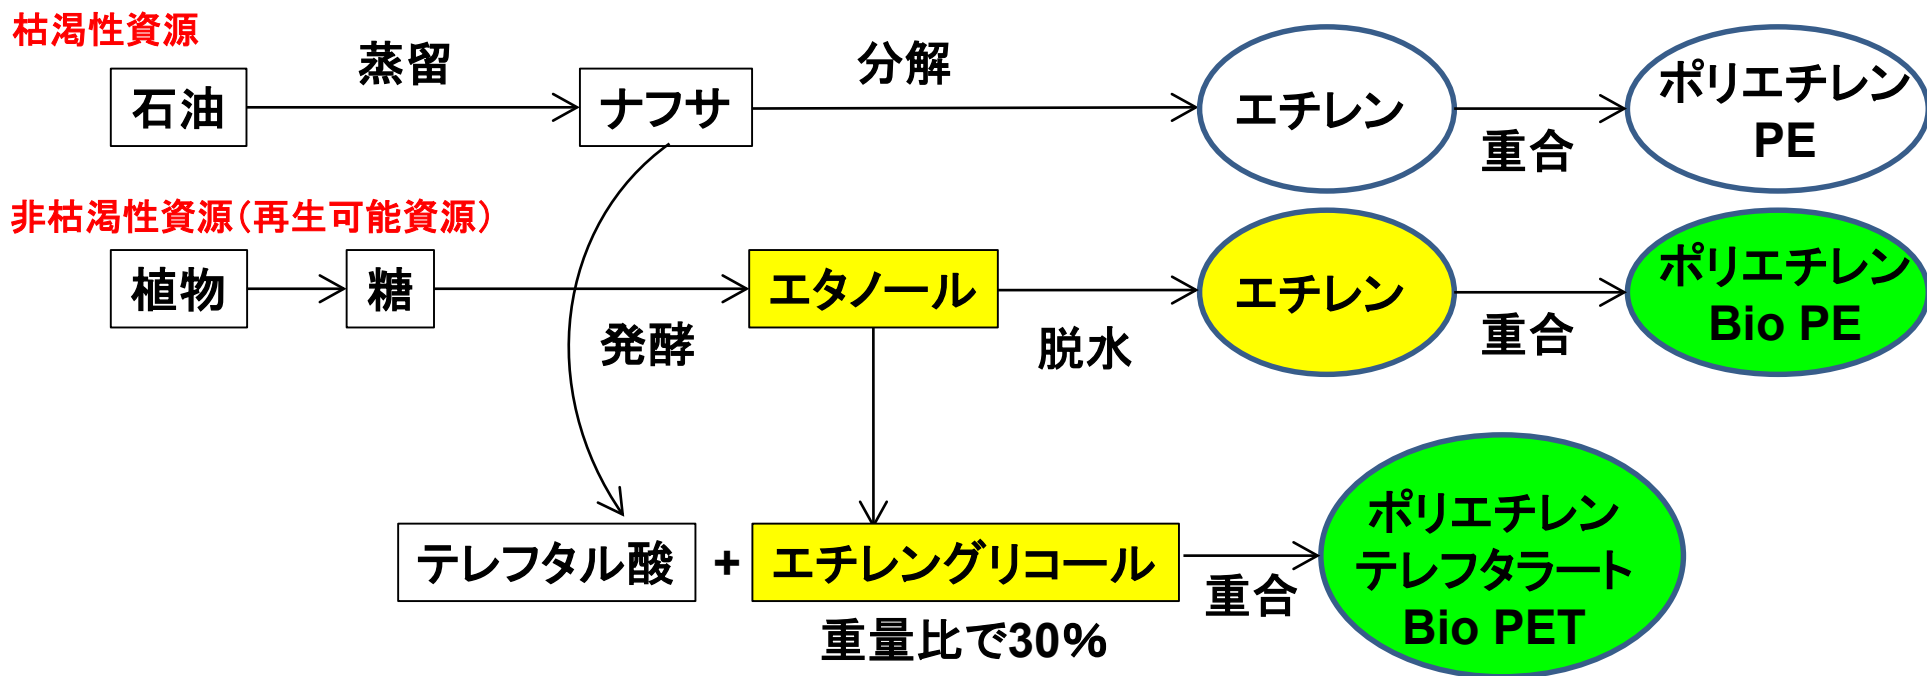 枯渇性資源
石油
蒸留
ナフサ
分解
エチレン
重合
ポリエチレン
PE
非枯渇性資源（再生可能資源）
植物
糖
発酵
エタノール
脱水
エチレン
重合
ポリエチレン
Bio PE
テレフタル酸
+
エチレングリコール
重量比で30%
重合
ポリエチレン
テレフタラート
Bio PET